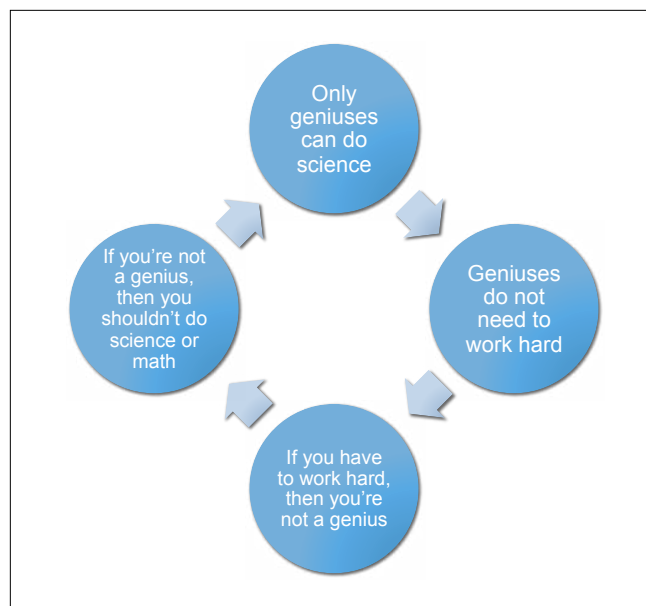 Only
geniuses
can do
science
Geniuses
do not
need to
work hard
If you have
to work hard,
then you're
not a genius
If you're not
a genius,
then you
shouldn't do
science or
math